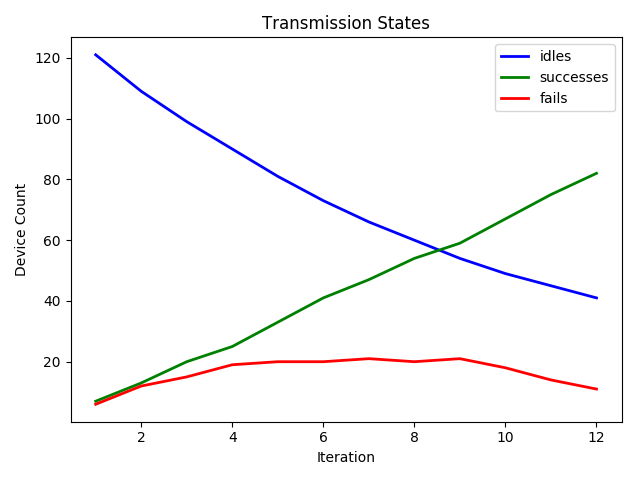 Transmission States
idles
successes
fails
120
100
80
60
40
20
Device Count
2 4 6 8 10 12
Iteration